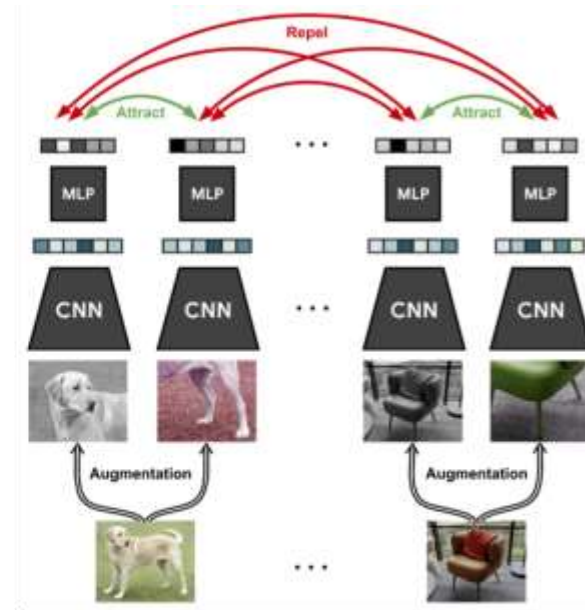 Repel
Attract
Attract
MLP
MLP
MLP
MLP
CNN
CNN
CNN
CNN
Augmentation
Augmentation